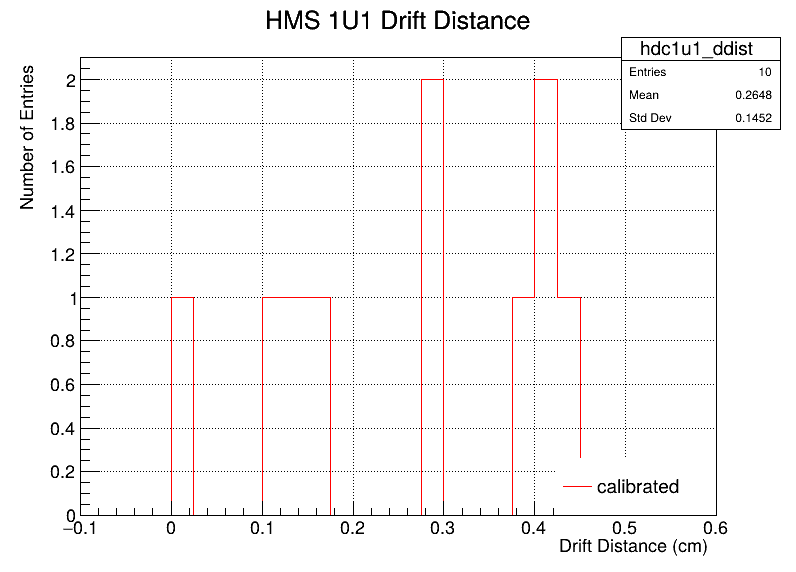 HMS 1U1 Drift Distance
hdc1u1_ddist
Entries 10
Mean 0.2648
Std Dev 0.1452
Number of Entries
2
1.8
1.6
1.4
1.2
1
0.8
0.6
0.4
0.2
0
calibrated
−0.1 0 0.1 0.2 0.3 0.4 0.5 0.6
Drift Distance (cm)